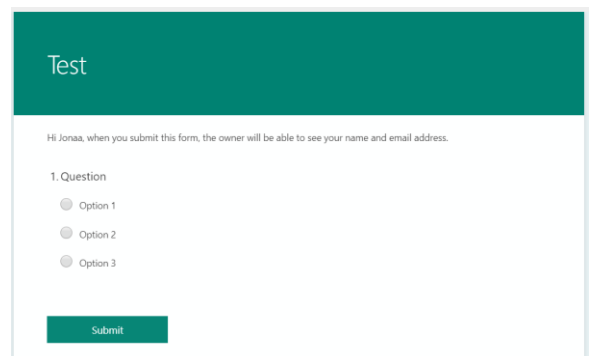 Test
Hi Jonaa, when you submit this form, the owner will be able to see your name and email address.
1. Question
Option 1
Option 2
Option 3
Submit